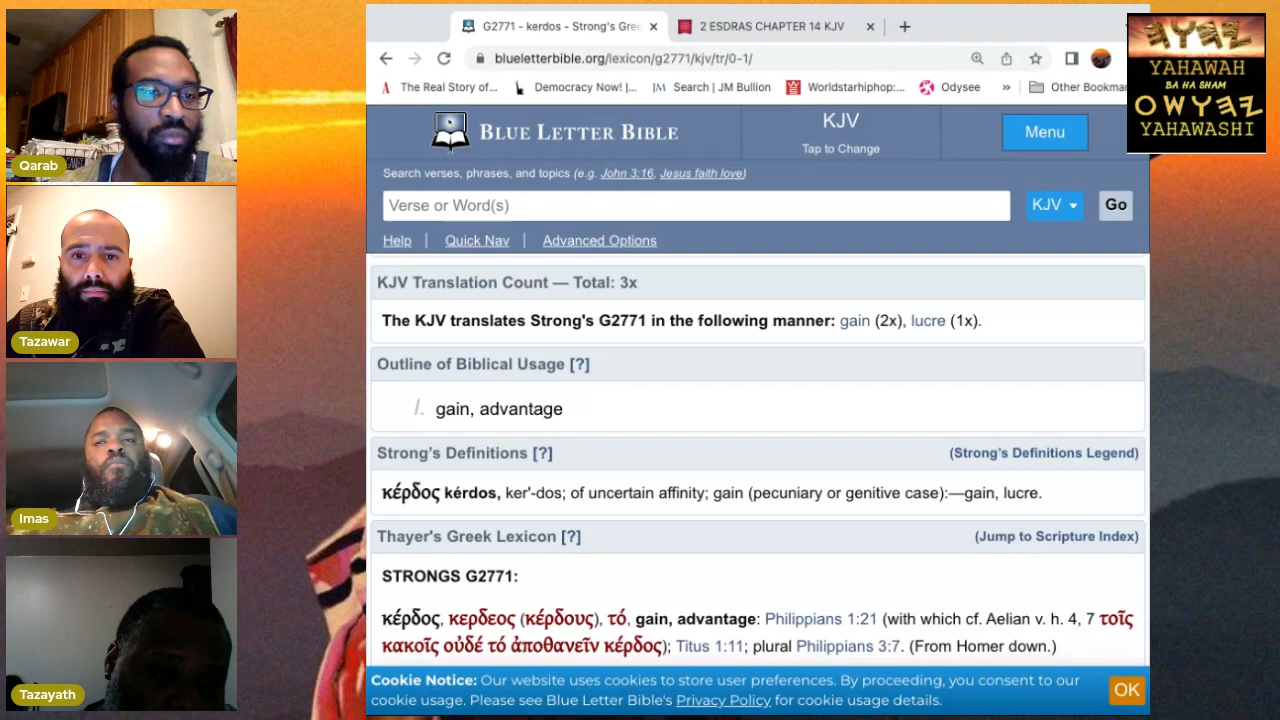 Qarab
Tazawar
Imas
Tazayath
G2771 - kerdos - Strong's Gre
2 ESDRAS CHAPTER 14 KJV
blueletterbible.org/lexicon/g2771/kjv/tr/0-1/
The Real Story of...
Democracy Now! |...
Search | JM Bullion
Worldstarhiphop:...
Odysee
»
Other Bookmar
BLUE LETTER BIBLE
KJV
Tap to Change
Menu
Search verses, phrases, and topics (e.g. John 3:16, Jesus faith love)
Verse or Word(s)
KJV
Go
Help | Quick Nav | Advanced Options
KJV Translation Count — Total: 3x
The KJV translates Strong's G2771 in the following manner: gain (2x), lucre (1x).
Outline of Biblical Usage [?]
I. gain, advantage
Strong's Definitions [?]
(Strong's Definitions Legend)
κέρδος kérdos, ker'-dos; of uncertain affinity; gain (pecuniary or genitive case):—gain, lucre.
Thayer's Greek Lexicon [?]
(Jump to Scripture Index)
STRONGS G2771:
κέρδος, κερδεος (κέρδους), τό, gain, advantage: Philippians 1:21 (with which cf. Aelian v. h. 4, 7 τοῖς
κακοῖς οὐδέ τό ἀποθανεῖν κέρδος); Titus 1:11; plural Philippians 3:7. (From Homer down.)
Cookie Notice: Our website uses cookies to store user preferences. By proceeding, you consent to our
cookie usage. Please see Blue Letter Bible's Privacy Policy for cookie usage details.
OK
YAHAWAH
BA HA SHAM
YAHAWASHI